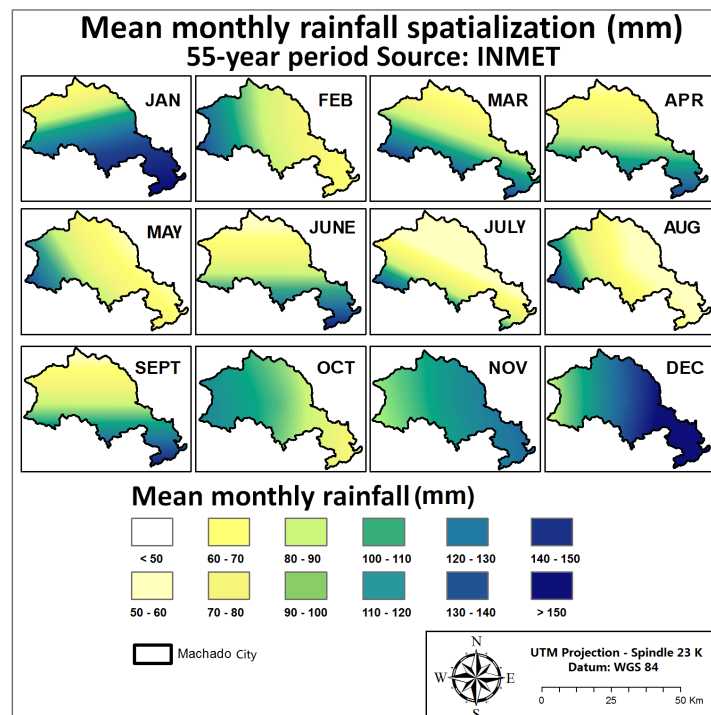 Mean monthly rainfall spatialization (mm)
55-year period Source: INMET
JAN
FEB
MAR
APR
MAY
JUNE
JULY
AUG
SEPT
OCT
NOV
DEC
Mean monthly rainfall (mm)
< 50
60 - 70
80 - 90
100 - 110
120 - 130
140 - 150
50 - 60
70 - 80
90 - 100
110 - 120
130 - 140
> 150
Machado City
N
W
E
S
UTM Projection - Spindle 23 K
Datum: WGS 84
0 25 50 Km